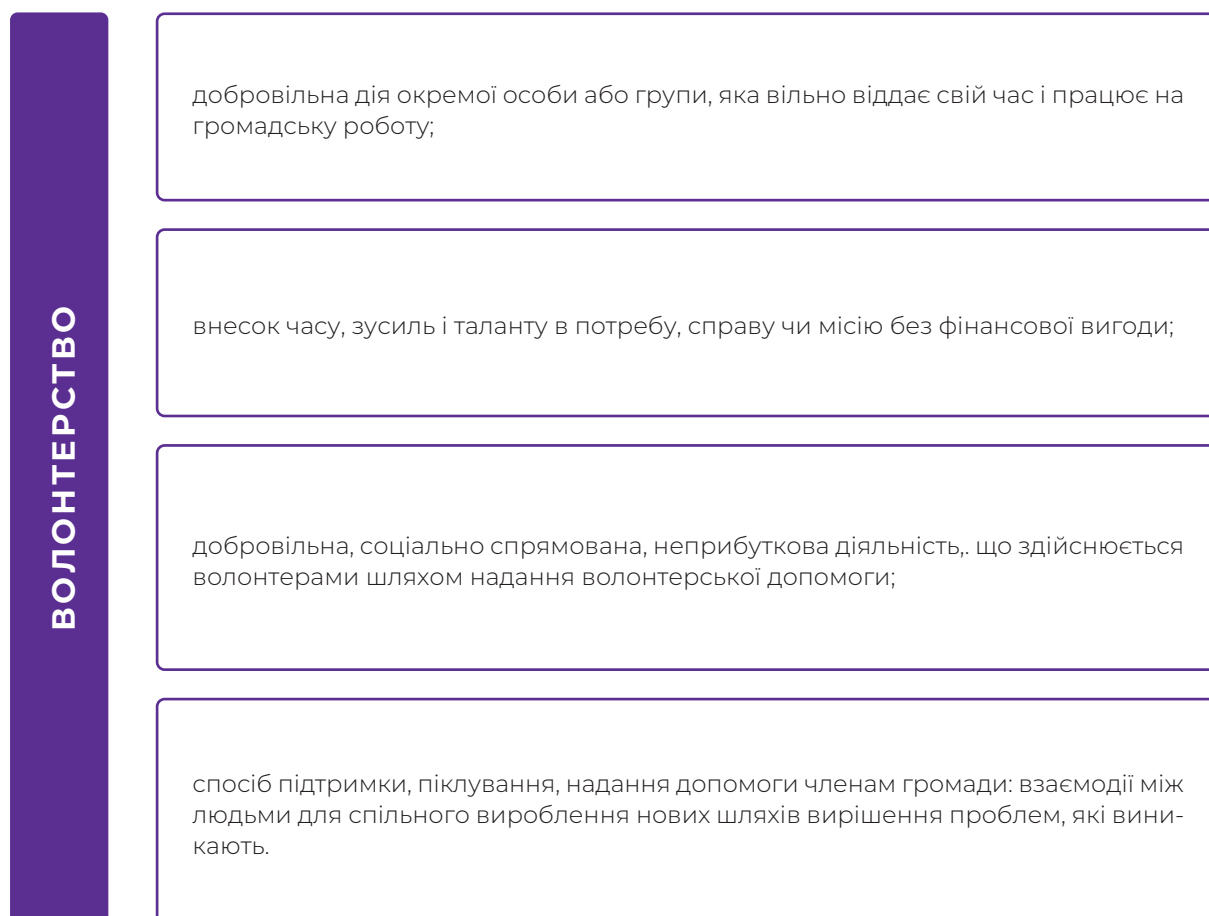 ВОЛОНТЕРСТВО
добровільна дія окремої особи або групи, яка вільно віддає свій час і працює на
громадську роботу;
внесок часу, зусиль і таланту в потребу, справу чи місію без фінансової вигоди;
добровільна, соціально спрямована, неприбуткова діяльність,. що здійснюється
волонтерами шляхом надання волонтерської допомоги;
спосіб підтримки, піклування, надання допомоги членам громади: взаємодії між
людьми для спільного вироблення нових шляхів вирішення проблем, які вини-
кають.